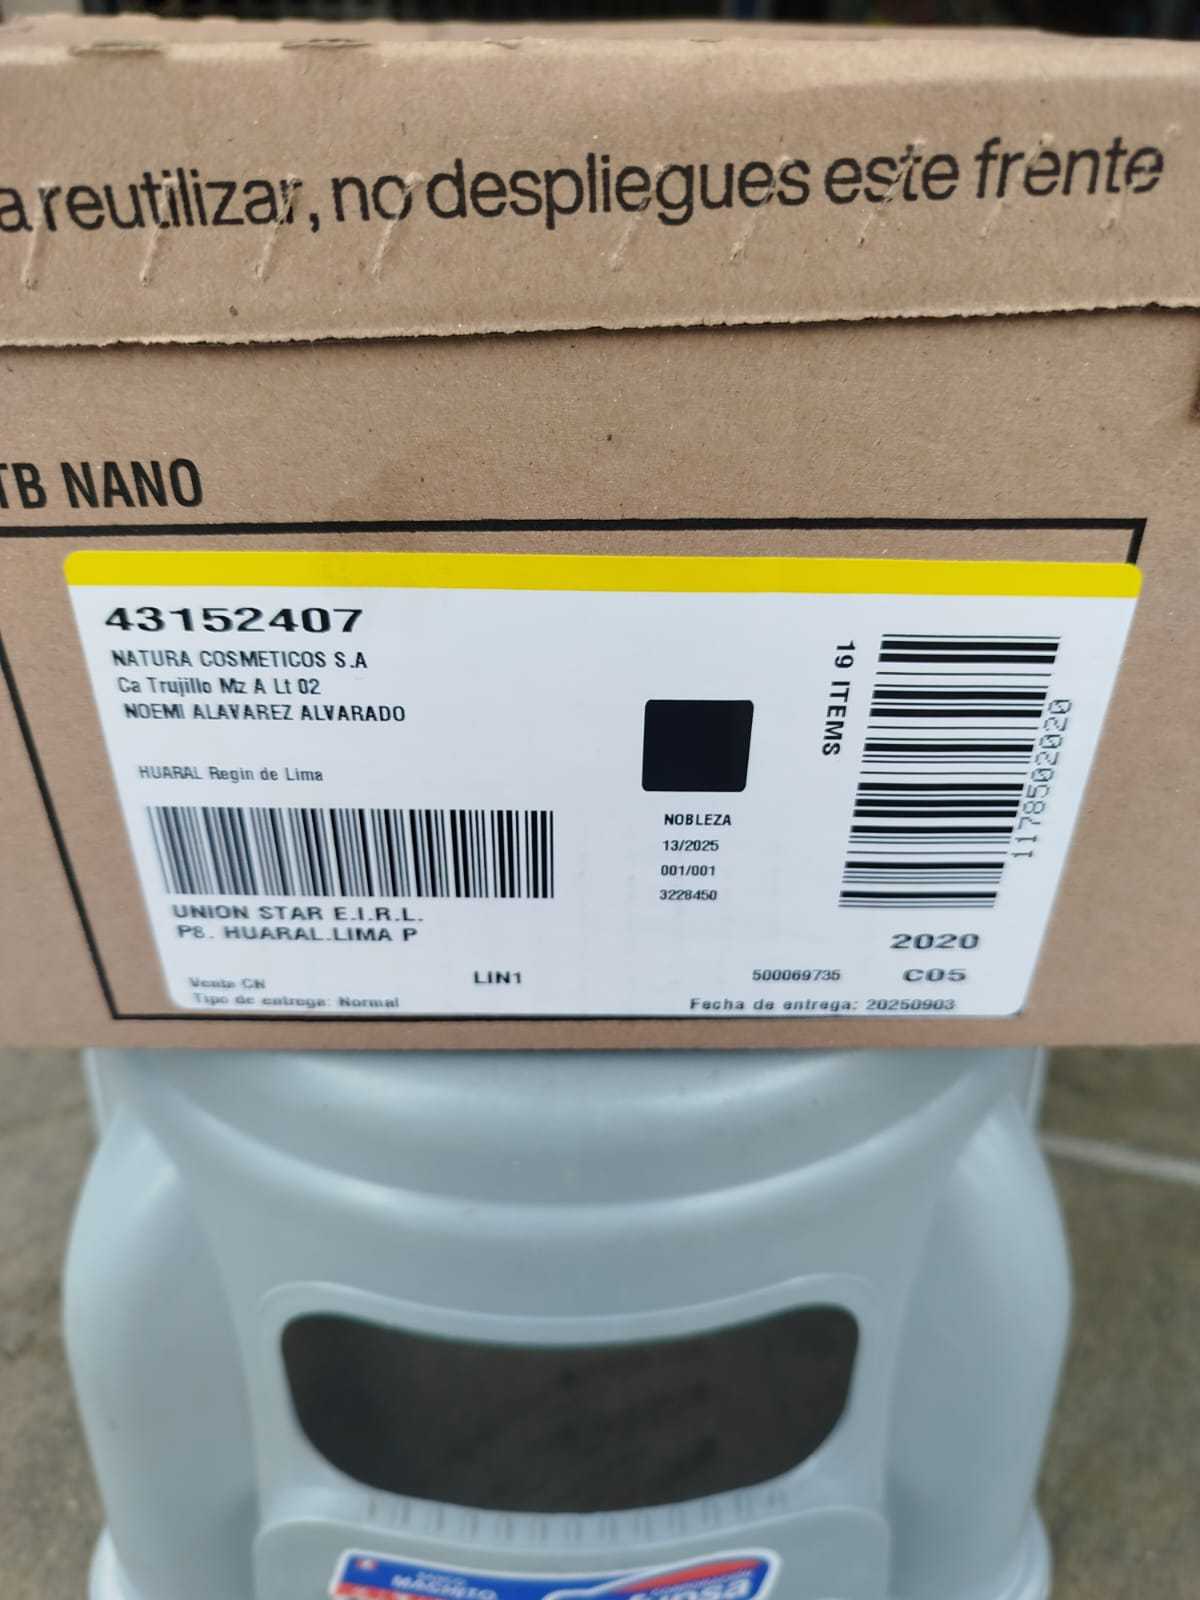 a reutilizar, no despliegues este frente
TB NANO
43152407
NATURA COSMETICOS S.A
Ca Trujillo Mz A Lt 02
NOEMI ALAVAREZ ALVARADO
HUARAL Regin de Lima
UNION STAR E.I.R.L.
P8. HUARAL.LIMA P
Venta CN
LIN1
Tipo de entrega: Normal
NOBLEZA
13/2025
001/001
3228450
19 ITEMS
117850202020
2020
500069735
C05
Fecha de entrega: 20250903